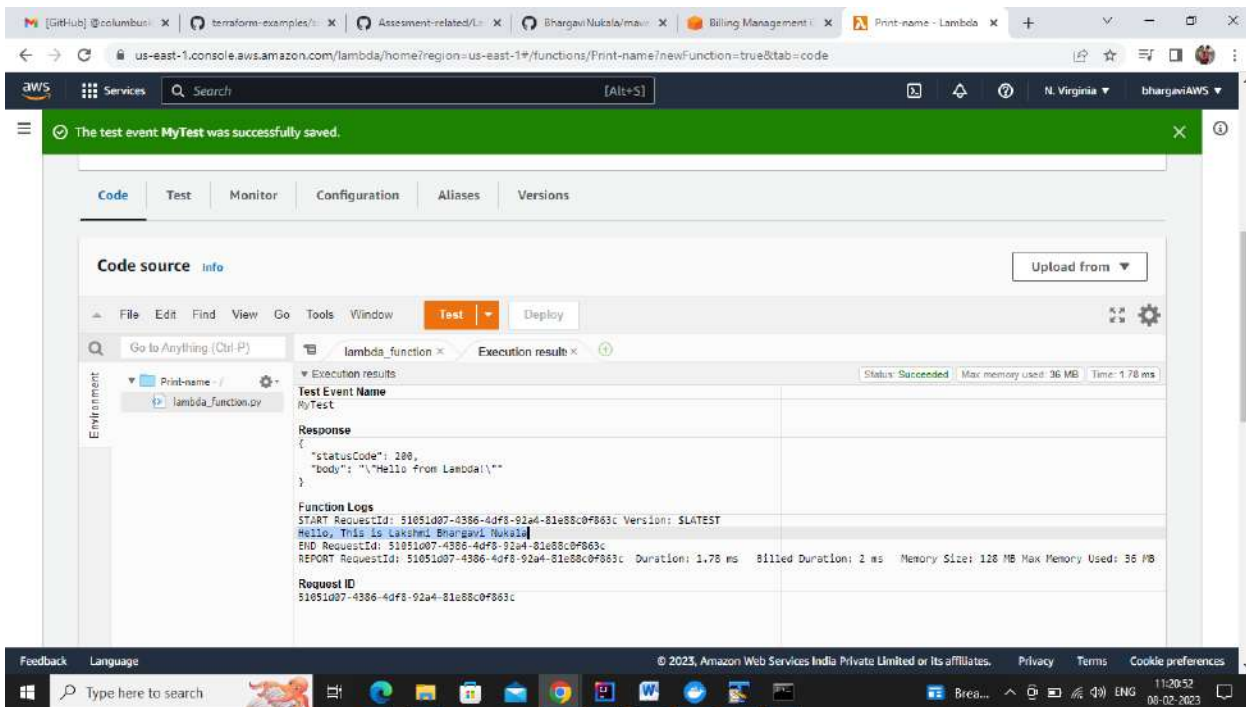 [GitHub] @columbus- terraform-examples/ Assesment-related/L BhargaviNukala/mave Billing Management Print-name - Lambda
us-east-1.console.aws.amazon.com/lambda/home?region=us-east-1#/functions/Print-name?newFunction=true&tab=code
aws Services Search [Alt+S] N. Virginia bhargaviAWS
The test event MyTest was successfully saved.
Code Test Monitor Configuration Aliases Versions
Code source Info Upload from
File Edit Find View Go Tools Window Test Deploy
Go to Anything (Ctrl-P) lambda_function Execution result
Execution results Status: Succeeded Max memory used: 36 MB Time: 1.78 ms
Environment
Print-name - /
lambda_function.py
Test Event Name
MyTest
Response
{
"statusCode": 200,
"body": "\"Hello from Lambda!\""
}
Function Logs
START RequestId: 51051d07-4386-4df8-92a4-81e88c0f863c Version: $LATEST
Hello, This is Lakshmi Bhargavi Nukala
END RequestId: 51051d07-4386-4df8-92a4-81e88c0f863c
REPORT RequestId: 51051d07-4386-4df8-92a4-81e88c0f863c Duration: 1.78 ms Billed Duration: 2 ms Memory Size: 128 MB Max Memory Used: 36 MB
Request ID
51051d07-4386-4df8-92a4-81e88c0f863c
Feedback Language © 2023, Amazon Web Services India Private Limited or its affiliates. Privacy Terms Cookie preferences
Type here to search Brea... ENG 11:20:52
08-02-2023